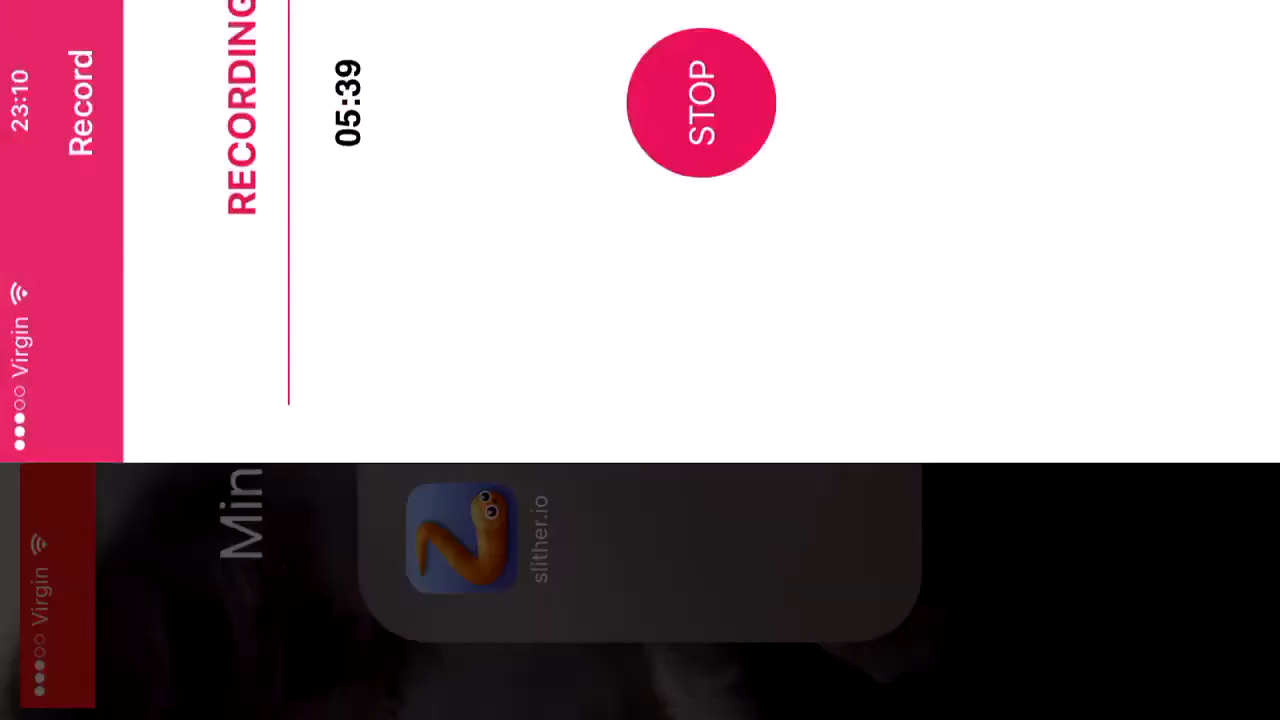 Virgin 23:10
Record
RECORDING
05:39
STOP
Virgin
Min
slither.io